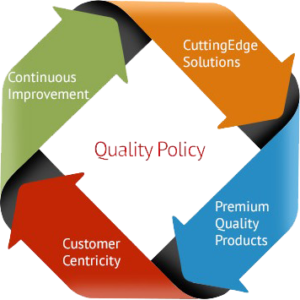 CuttingEdge
Solutions
Continuous
Improvement
Quality Policy
Premium
Quality
Products
Customer
Centricity